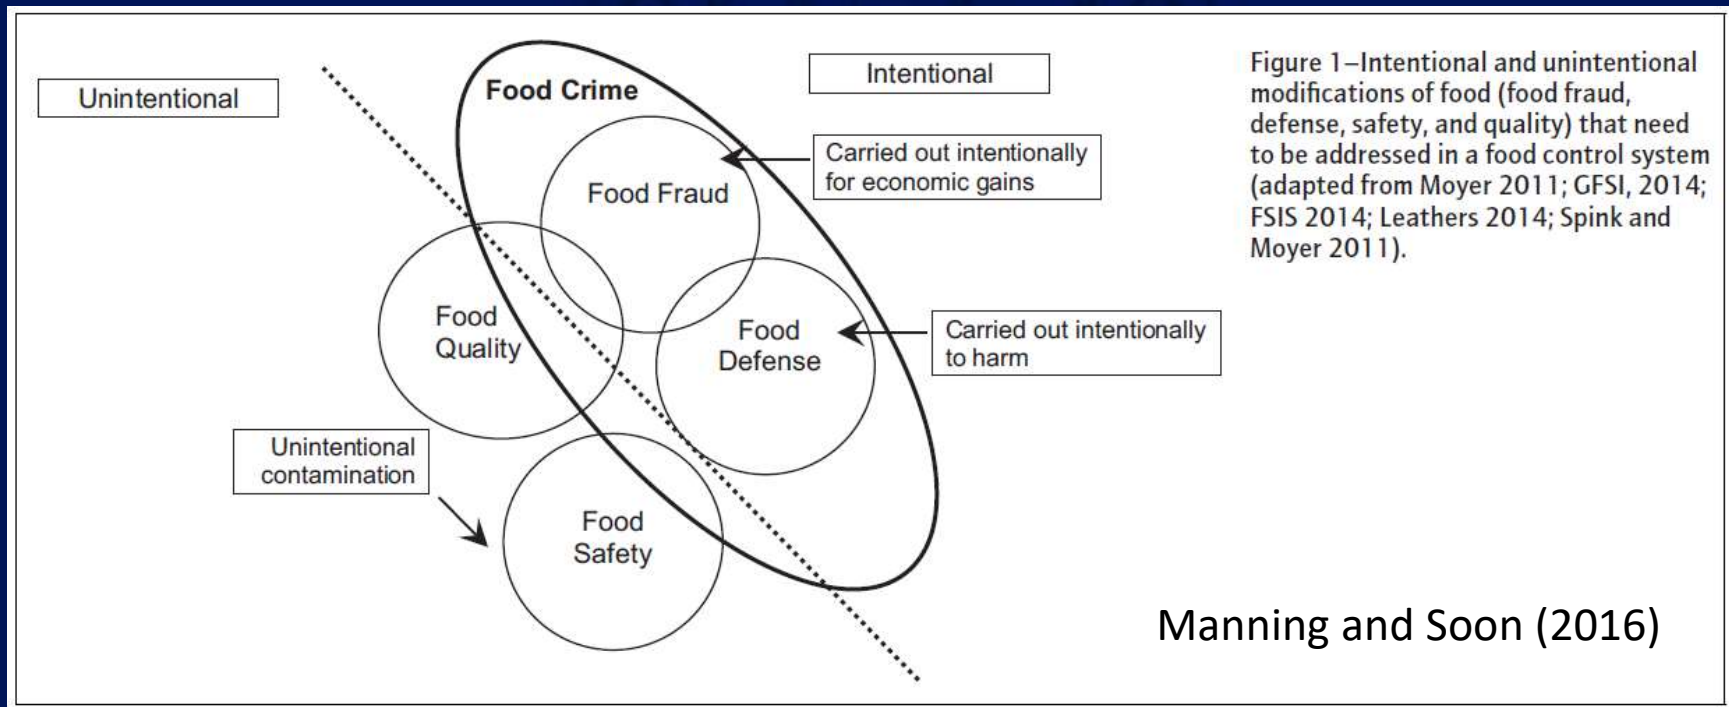 Unintentional
Food Crime
Intentional
Carried out intentionally
for economic gains
Food Fraud
Food
Quality
Food
Defense
Carried out intentionally
to harm
Unintentional
contamination
Food
Safety
Figure 1–Intentional and unintentional
modifications of food (food fraud,
defense, safety, and quality) that need
to be addressed in a food control system
(adapted from Moyer 2011; GFSI, 2014;
FSIS 2014; Leathers 2014; Spink and
Moyer 2011).
Manning and Soon (2016)